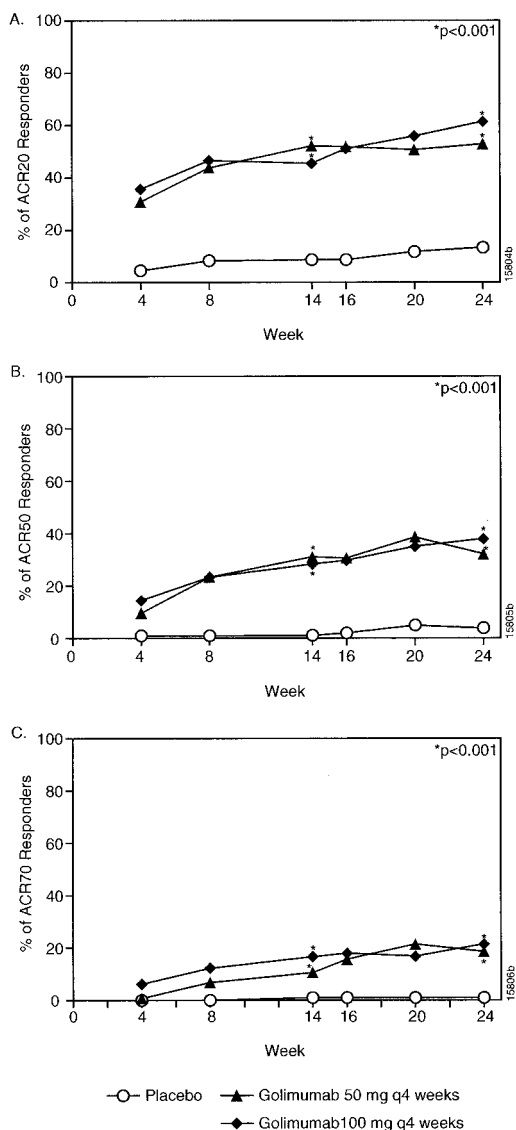 A.
*p<0.001
% of ACR20 Responders
100
80
60
40
20
0
* * * *
0 4 8 14 16 20 24
Week
15804b
B.
*p<0.001
% of ACR50 Responders
100
80
60
40
20
0
* * * *
0 4 8 14 16 20 24
Week
15805b
C.
*p<0.001
% of ACR70 Responders
100
80
60
40
20
0
* * * *
0 4 8 14 16 20 24
Week
15806b
Placebo
Golimumab 50 mg q4 weeks
Golimumab100 mg q4 weeks